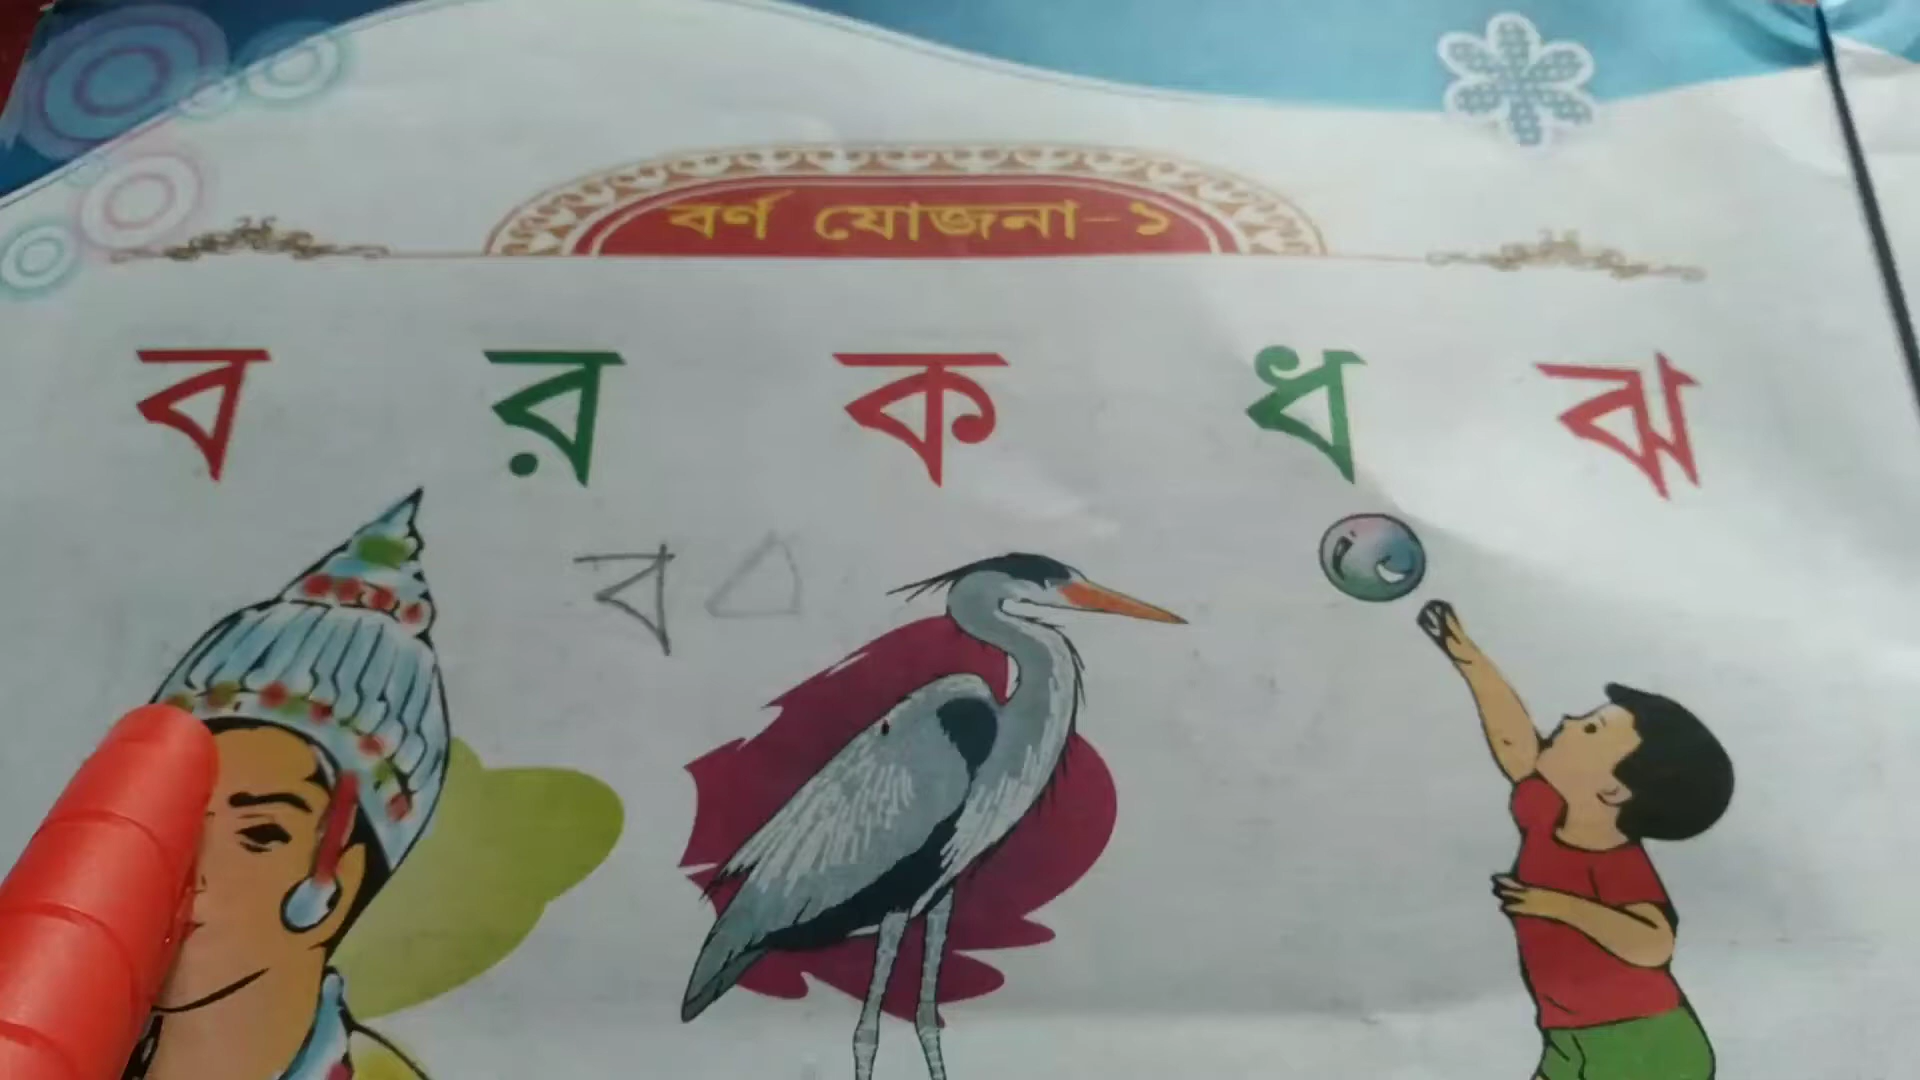 বর্ণ যোজনা-১
ব র ক ধ ঝ
ব